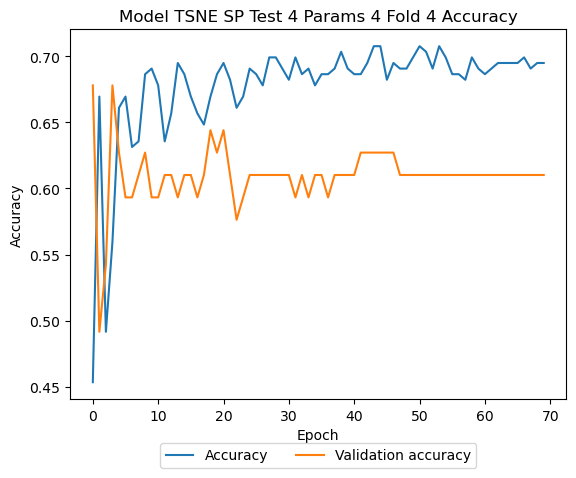 Model TSNE SP Test 4 Params 4 Fold 4 Accuracy
0.70
0.65
0.60
0.55
0.50
0.45
Accuracy
0 10 20 30 40 50 60 70
Epoch
Accuracy Validation accuracy